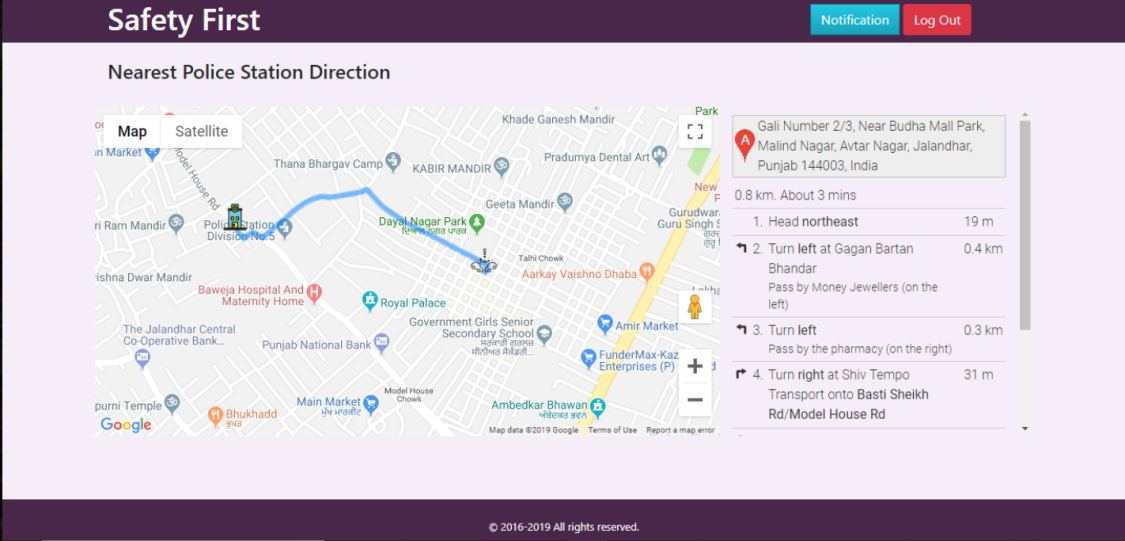 Safety First
Notification
Log Out
Nearest Police Station Direction
Map
Satellite
Park
Khade Ganesh Mandir
an Market
Model House Rd
Thana Bhargav Camp
KABIR MANDIR
Pradumya Dental Art
New
Geeta Mandir
ri Ram Mandir
Police Station
Division No.5
Dayal Nagar Park
Gurudwar
Guru Singh S
Talhi Chowk
Aarkay Vaishno Dhaba
rishna Dwar Mandir
Baweja Hospital And
Maternity Home
Royal Palace
Government Girls Senior
Secondary School
ਸਰਕਾਰੀ ਗਰਲਜ਼
ਸੀਨੀਅਰ ਸੈਕੰਡਰੀ...
Amir Market
The Jalandhar Central
Co-Operative Bank...
Punjab National Bank
FunderMax-Kaz
Enterprises (P)
Model House
Chowk
Main Market
ਮੁੱਖ ਮਾਰਕੀਟ
Ambedkar Bhawan
ਅੰਬੇਦਕਰ ਭਵਨ
purni Temple
Bhukhadd
Google
Map data ©2019 Google
Terms of Use
Report a map error
A
Gali Number 2/3, Near Budha Mall Park,
Malind Nagar, Avtar Nagar, Jalandhar,
Punjab 144003, India
0.8 km. About 3 mins
1. Head northeast 19 m
2. Turn left at Gagan Bartan 0.4 km
Bhandar
Pass by Money Jewellers (on the
left)
3. Turn left 0.3 km
Pass by the pharmacy (on the right)
4. Turn right at Shiv Tempo 31 m
Transport onto Basti Sheikh
Rd/Model House Rd
© 2016-2019 All rights reserved.